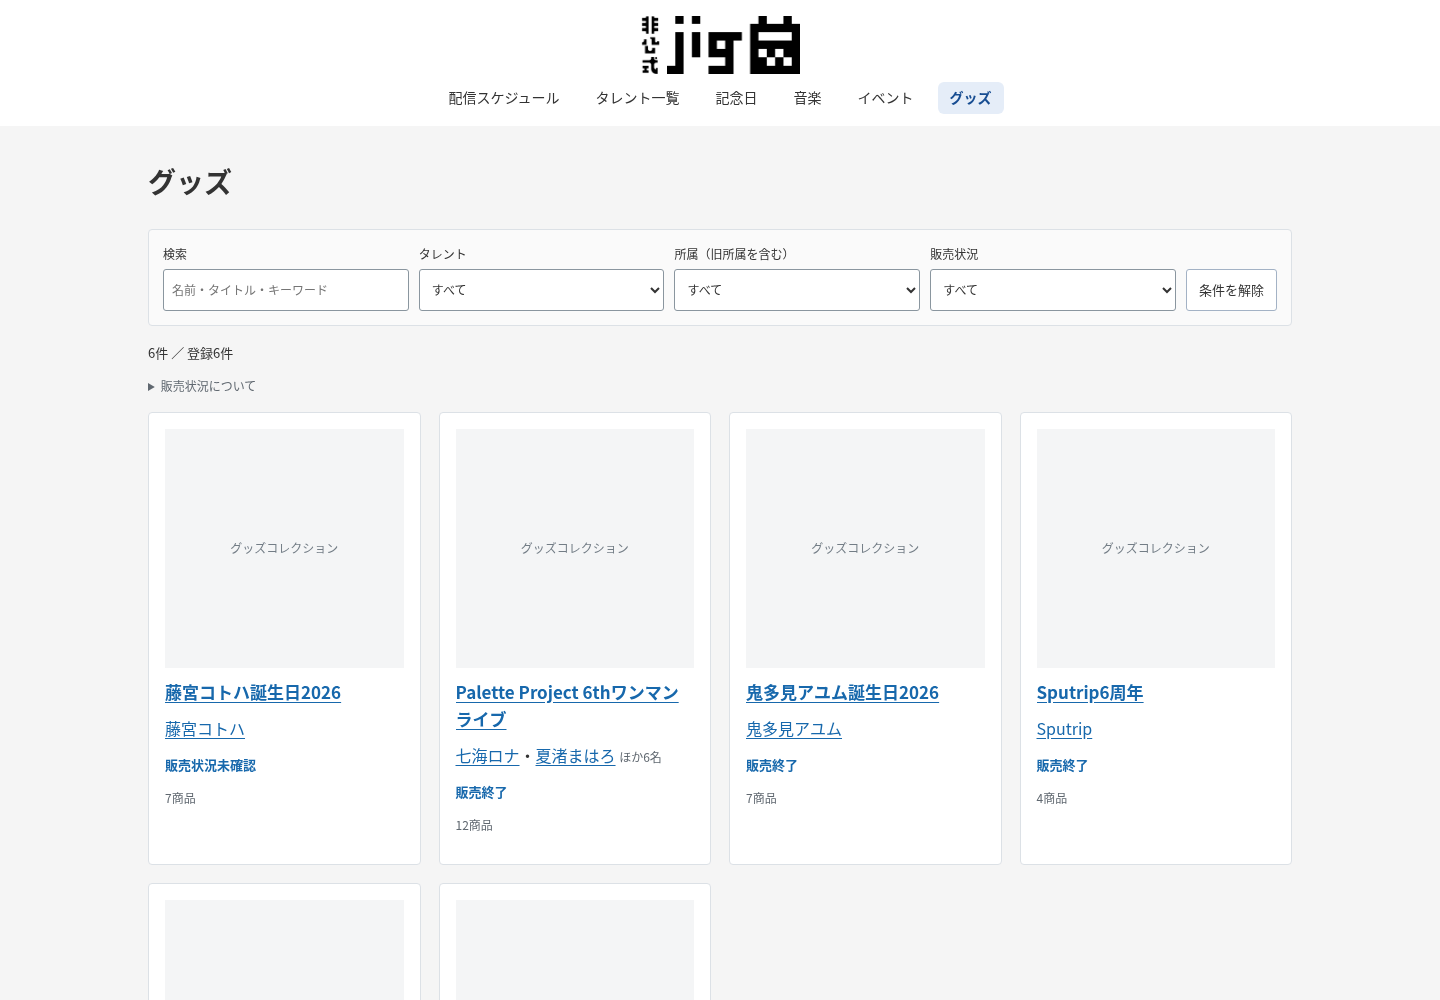 非公式 jig歯
配信スケジュール タレント一覧 記念日 音楽 イベント グッズ
グッズ
検索 タレント 所属（旧所属を含む） 販売状況
名前・タイトル・キーワード すべて すべて すべて 条件を解除
6件 ／ 登録6件
▶ 販売状況について
グッズコレクション グッズコレクション グッズコレクション グッズコレクション
藤宮コトハ誕生日2026
藤宮コトハ
販売状況未確認
7商品
Palette Project 6thワンマン
ライブ
七海ロナ・夏渚まはろ ほか6名
販売終了
12商品
鬼多見アユム誕生日2026
鬼多見アユム
販売終了
7商品
Sputrip6周年
Sputrip
販売終了
4商品